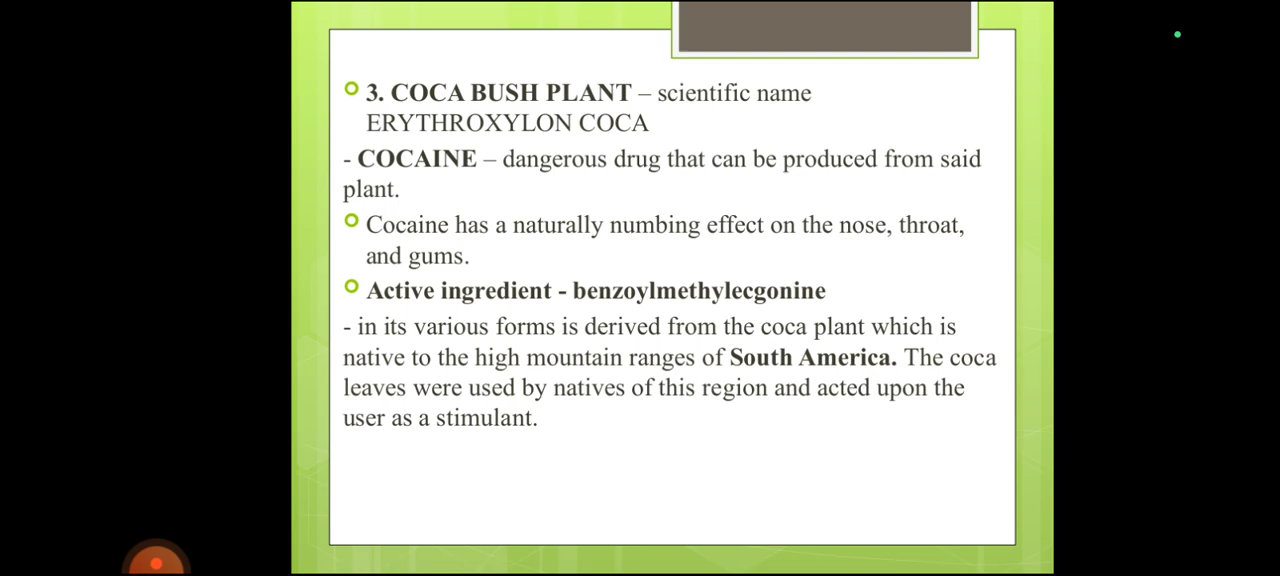 3. COCA BUSH PLANT – scientific name
ERYTHROXYLON COCA
- COCAINE – dangerous drug that can be produced from said
plant.
Cocaine has a naturally numbing effect on the nose, throat,
and gums.
Active ingredient - benzoylmethylecgonine
- in its various forms is derived from the coca plant which is
native to the high mountain ranges of South America. The coca
leaves were used by natives of this region and acted upon the
user as a stimulant.